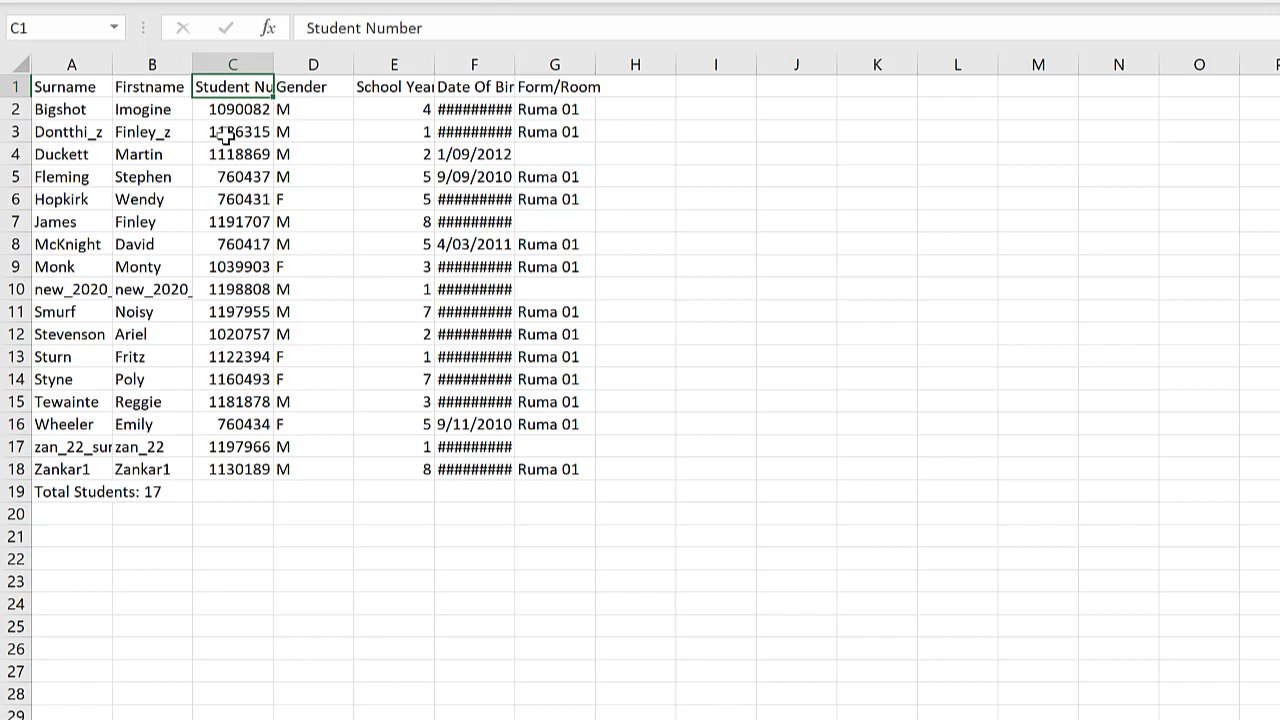 C1 fx Student Number
A B C D E F G H I J K L M N O
1 Surname Firstname Student Nu Gender School Year Date Of Bir Form/Room
2 Bigshot Imogine 1090082 M 4 ######### Ruma 01
3 Dontthi_z Finley_z M 1 ######### Ruma 01
4 Duckett Martin 1118869 M 2 1/09/2012
5 Fleming Stephen 760437 M 5 9/09/2010 Ruma 01
6 Hopkirk Wendy 760431 F 5 ######### Ruma 01
7 James Finley 1191707 M 8 #########
8 McKnight David 760417 M 5 4/03/2011 Ruma 01
9 Monk Monty 1039903 F 3 ######### Ruma 01
10 new_2020_ new_2020_ 1198808 M 1 #########
11 Smurf Noisy 1197955 M 7 ######### Ruma 01
12 Stevenson Ariel 1020757 M 2 ######### Ruma 01
13 Sturn Fritz 1122394 F 1 ######### Ruma 01
14 Styne Poly 1160493 F 7 ######### Ruma 01
15 Tewainte Reggie 1181878 M 3 ######### Ruma 01
16 Wheeler Emily 760434 F 5 9/11/2010 Ruma 01
17 zan_22_sur zan_22 1197966 M 1 #########
18 Zankar1 Zankar1 1130189 M 8 ######### Ruma 01
19 Total Students: 17
20
21
22
23
24
25
26
27
28
29